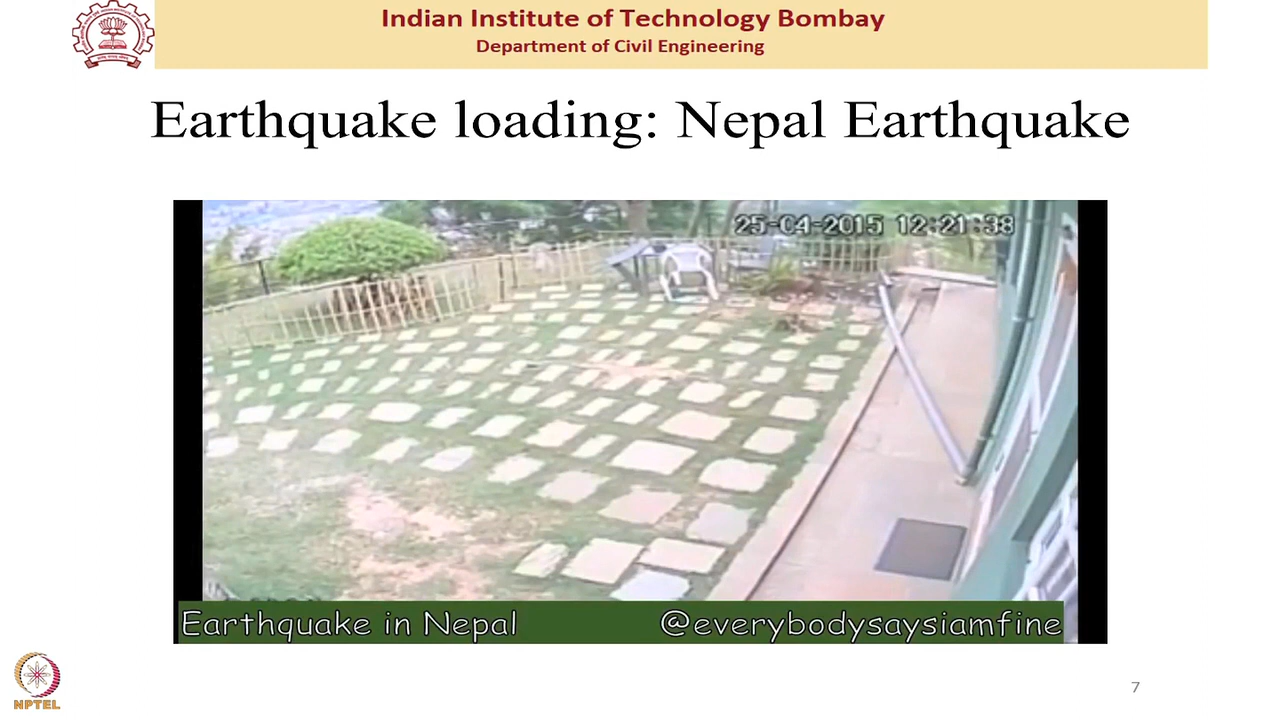 Indian Institute of Technology Bombay
Department of Civil Engineering
Earthquake loading: Nepal Earthquake
25-04-2015 12:21:38
Earthquake in Nepal @everybodysaysiamfine
NPTEL
7